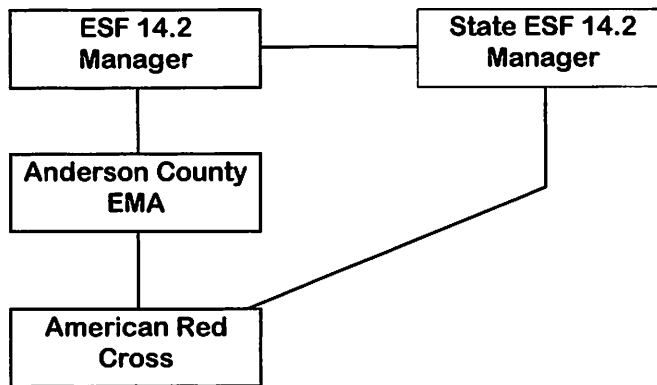 ESF 14.2
Manager
State ESF 14.2
Manager
Anderson County
EMA
American Red
Cross